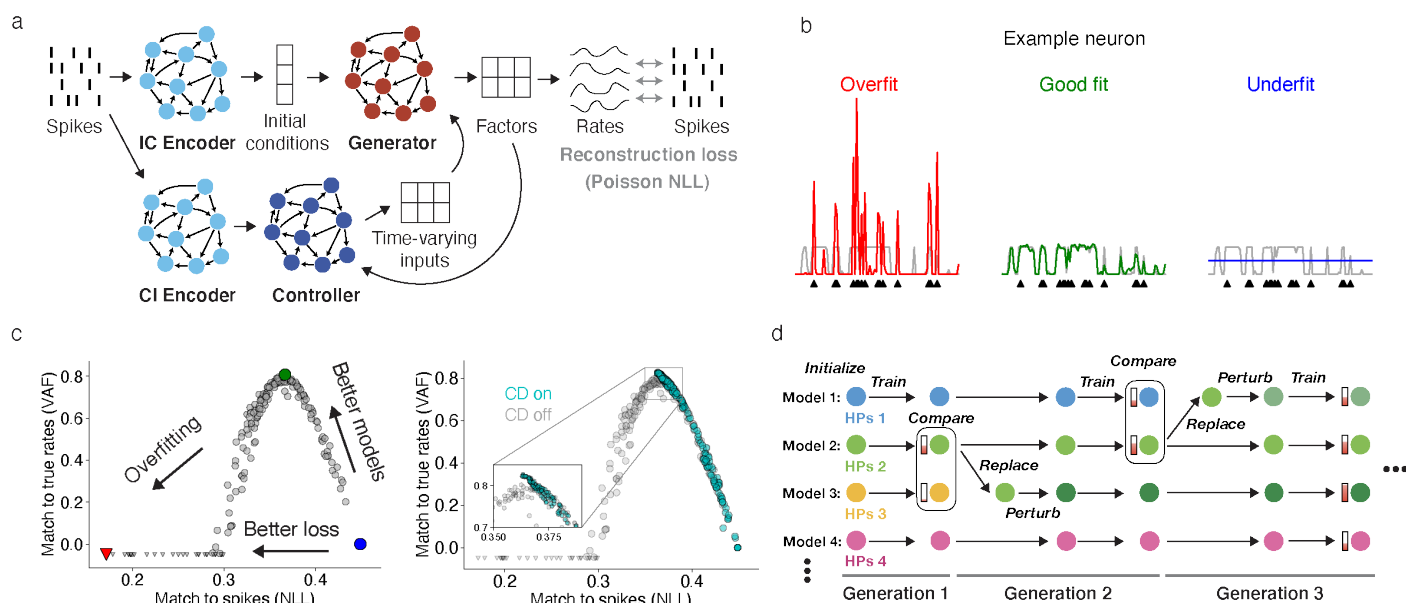 a
Spikes
IC Encoder
Initial
conditions
Generator
Factors
Rates
Spikes
Reconstruction loss
(Poisson NLL)
CI Encoder
Controller
Time-varying
inputs
b
Example neuron
Overfit
Good fit
Underfit
c
Match to true rates (VAF)
0.8
0.6
0.4
0.2
0.0
Overfitting
Better models
Better loss
0.2
0.3
0.4
Match to spikes (NLL)
Match to true rates (VAF)
0.8
0.6
0.4
0.2
0.0
CD on
CD off
0.8
0.7
0.350
0.375
0.2
0.3
0.4
Match to spikes (NLL)
d
Initialize
Train
Train
Compare
Perturb
Train
Model 1:
HPs 1
Compare
Replace
Model 2:
HPs 2
Replace
Model 3:
HPs 3
Perturb
Model 4:
HPs 4
Generation 1
Generation 2
Generation 3